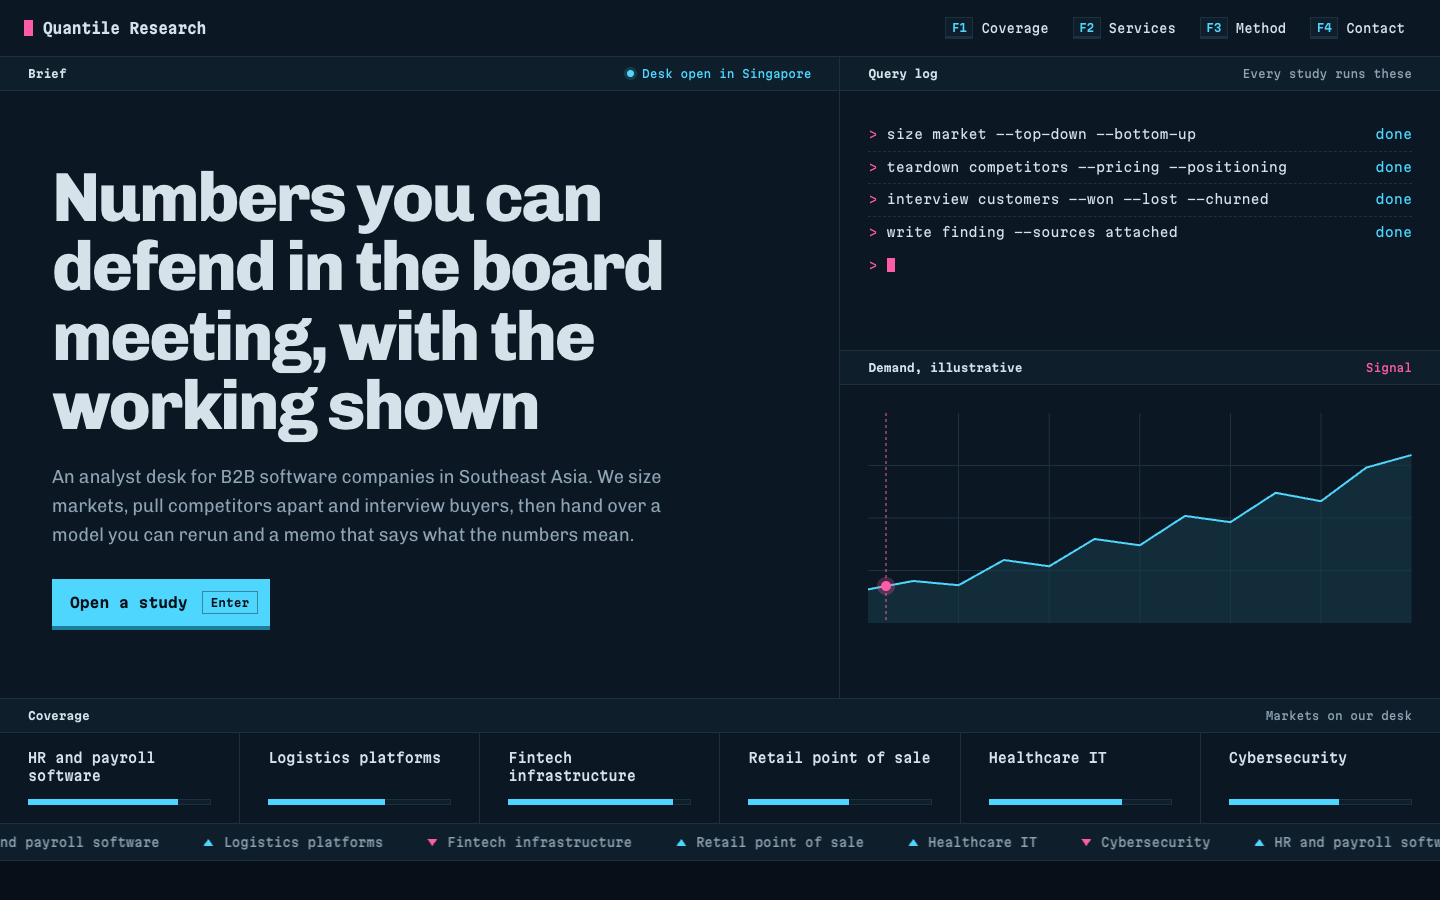 Quantile Research
F1 Coverage
F2 Services
F3 Method
F4 Contact
Brief
Desk open in Singapore
Numbers you can
defend in the board
meeting, with the
working shown
An analyst desk for B2B software companies in Southeast Asia. We size
markets, pull competitors apart and interview buyers, then hand over a
model you can rerun and a memo that says what the numbers mean.
Open a study Enter
Query log
Every study runs these
> size market --top-down --bottom-up done
> teardown competitors --pricing --positioning done
> interview customers --won --lost --churned done
> write finding --sources attached done
>
Demand, illustrative
Signal
Coverage
Markets on our desk
HR and payroll
software
Logistics platforms
Fintech
infrastructure
Retail point of sale
Healthcare IT
Cybersecurity
nd payroll software ▲ Logistics platforms ▼ Fintech infrastructure ▲ Retail point of sale ▲ Healthcare IT ▼ Cybersecurity ▲ HR and payroll softw